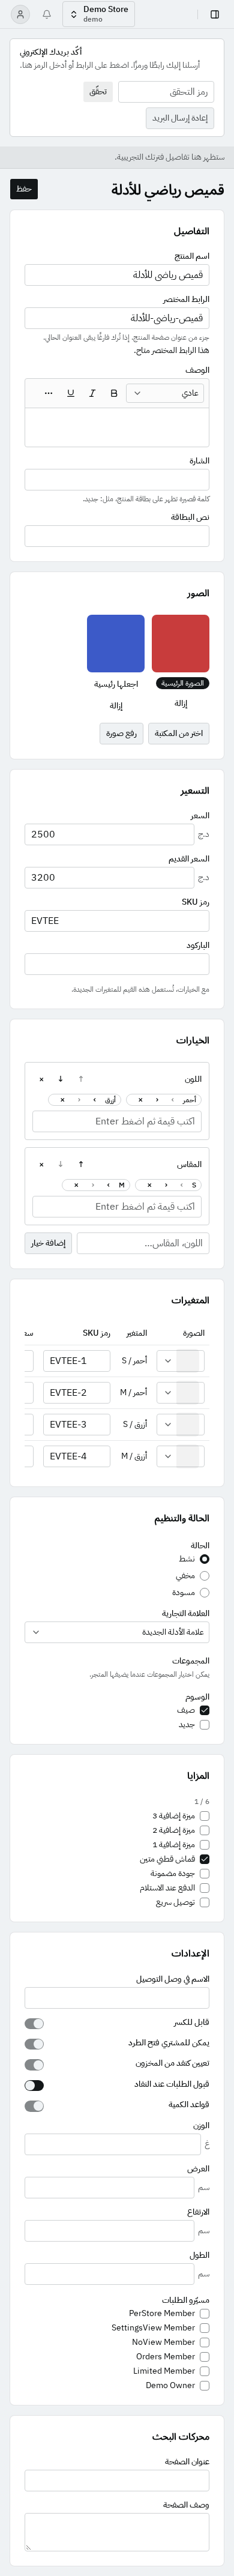 Demo Store
demo
أكّد بريدك الإلكتروني
أرسلنا إليك رابطًا ورمزًا. اضغط على الرابط أو أدخل الرمز هنا.
رمز التحقق
تحقّق
إعادة إرسال البريد
ستظهر هنا تفاصيل فترتك التجريبية.
قميص رياضي للأدلة
حفظ
التفاصيل
اسم المنتج
قميص رياضي للأدلة
الرابط المختصر
قميص-رياضي-للأدلة
جزء من عنوان صفحة المنتج. إذا تُرك فارغًا يبقى العنوان الحالي.
هذا الرابط المختصر متاح.
الوصف
عادي
الشارة
كلمة قصيرة تظهر على بطاقة المنتج، مثل: جديد.
نص البطاقة
الصور
الصورة الرئيسية
إزالة
اجعلها رئيسية
إزالة
اختر من المكتبة
رفع صورة
التسعير
السعر
د.ج
2500
السعر القديم
د.ج
3200
رمز SKU
EVTEE
الباركود
مع الخيارات، تُستعمل هذه القيم للمتغيرات الجديدة.
الخيارات
اللون
أحمر
أزرق
اكتب قيمة ثم اضغط Enter
المقاس
S
M
اكتب قيمة ثم اضغط Enter
اللون، المقاس…
إضافة خيار
المتغيرات
الصورة المتغير رمز SKU
أحمر / S EVTEE-1
أحمر / M EVTEE-2
أزرق / S EVTEE-3
أزرق / M EVTEE-4
الحالة والتنظيم
الحالة
نشط
مخفي
مسودة
العلامة التجارية
علامة الأدلة الجديدة
المجموعات
يمكن اختيار المجموعات عندما يضيفها المتجر.
الوسوم
صيف
جديد
المزايا
1 / 6
ميزة إضافية 3
ميزة إضافية 2
ميزة إضافية 1
قماش قطني متين
جودة مضمونة
الدفع عند الاستلام
توصيل سريع
الإعدادات
الاسم في وصل التوصيل
قابل للكسر
يمكن للمشتري فتح الطرد
تعيين كنفد من المخزون
قبول الطلبات عند النفاد
قواعد الكمية
الوزن
غ
العرض
سم
الارتفاع
سم
الطول
سم
مسيّرو الطلبات
PerStore Member
SettingsView Member
NoView Member
Orders Member
Limited Member
Demo Owner
محركات البحث
عنوان الصفحة
وصف الصفحة